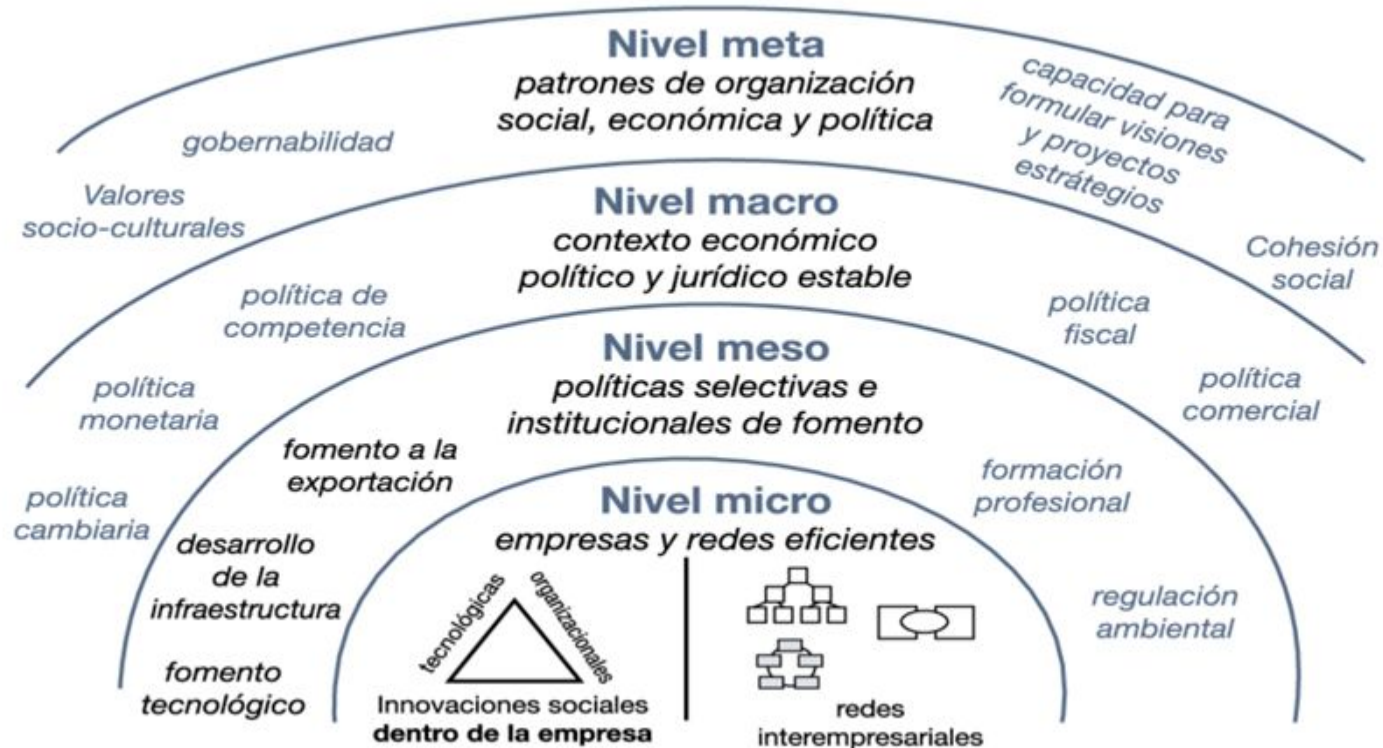 Nivel meta
patrones de organización
social, económica y política
gobernabilidad
Valores
socio-culturales
capacidad para
formular visiones
y proyectos
estrátegios
Cohesión
social
Nivel macro
contexto económico
político y jurídico estable
política de
competencia
política
monetaria
política
cambiaria
política
fiscal
política
comercial
Nivel meso
políticas selectivas e
institucionales de fomento
fomento a la
exportación
desarrollo
de la
infraestructura
fomento
tecnológico
formación
profesional
regulación
ambiental
Nivel micro
empresas y redes eficientes
tecnológicas
organizacionales
Innovaciones sociales
dentro de la empresa
redes
interempresariales